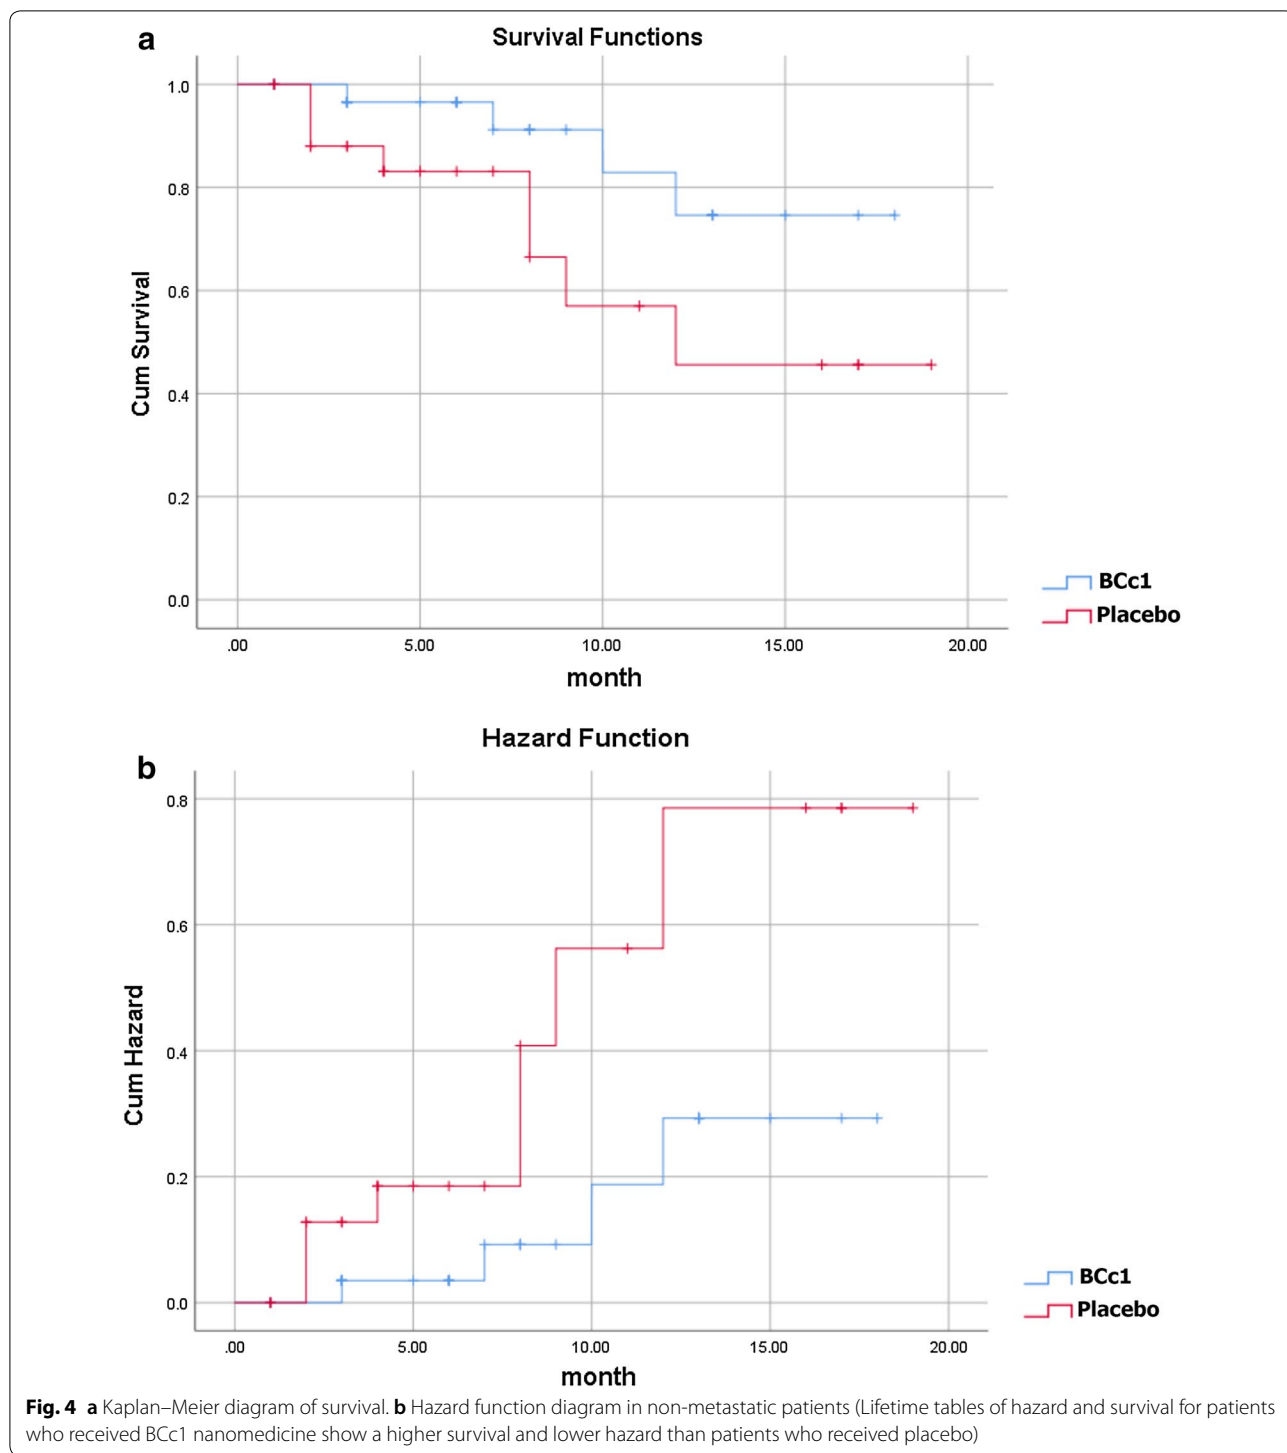 a
Survival Functions
1.0
0.8
0.6
0.4
0.2
0.0
Cum Survival
.00 5.00 10.00 15.00 20.00
month
BCc1
Placebo
Hazard Function
b
0.8
0.6
0.4
0.2
0.0
Cum Hazard
.00 5.00 10.00 15.00 20.00
month
BCc1
Placebo
Fig. 4 a Kaplan–Meier diagram of survival. b Hazard function diagram in non-metastatic patients (Lifetime tables of hazard and survival for patients
who received BCc1 nanomedicine show a higher survival and lower hazard than patients who received placebo)